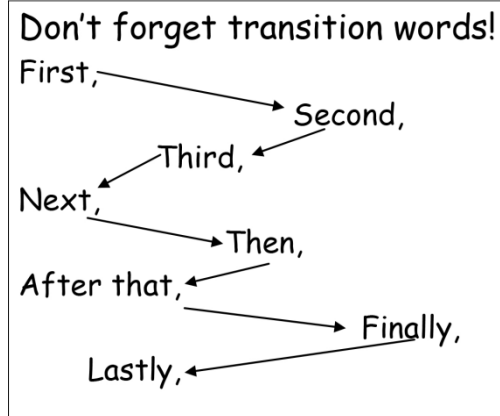 Don't forget transition words!
First,
Second,
Third,
Next,
Then,
After that,
Finally,
Lastly,